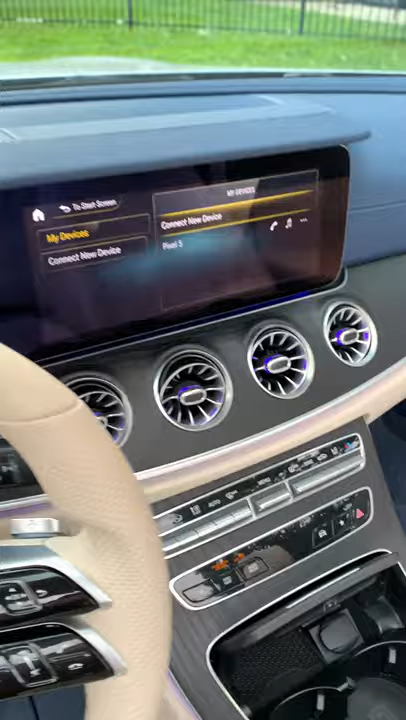 To Start Screen
MY DEVICES
My Devices
Connect New Device
Connect New Device
Pixel 5